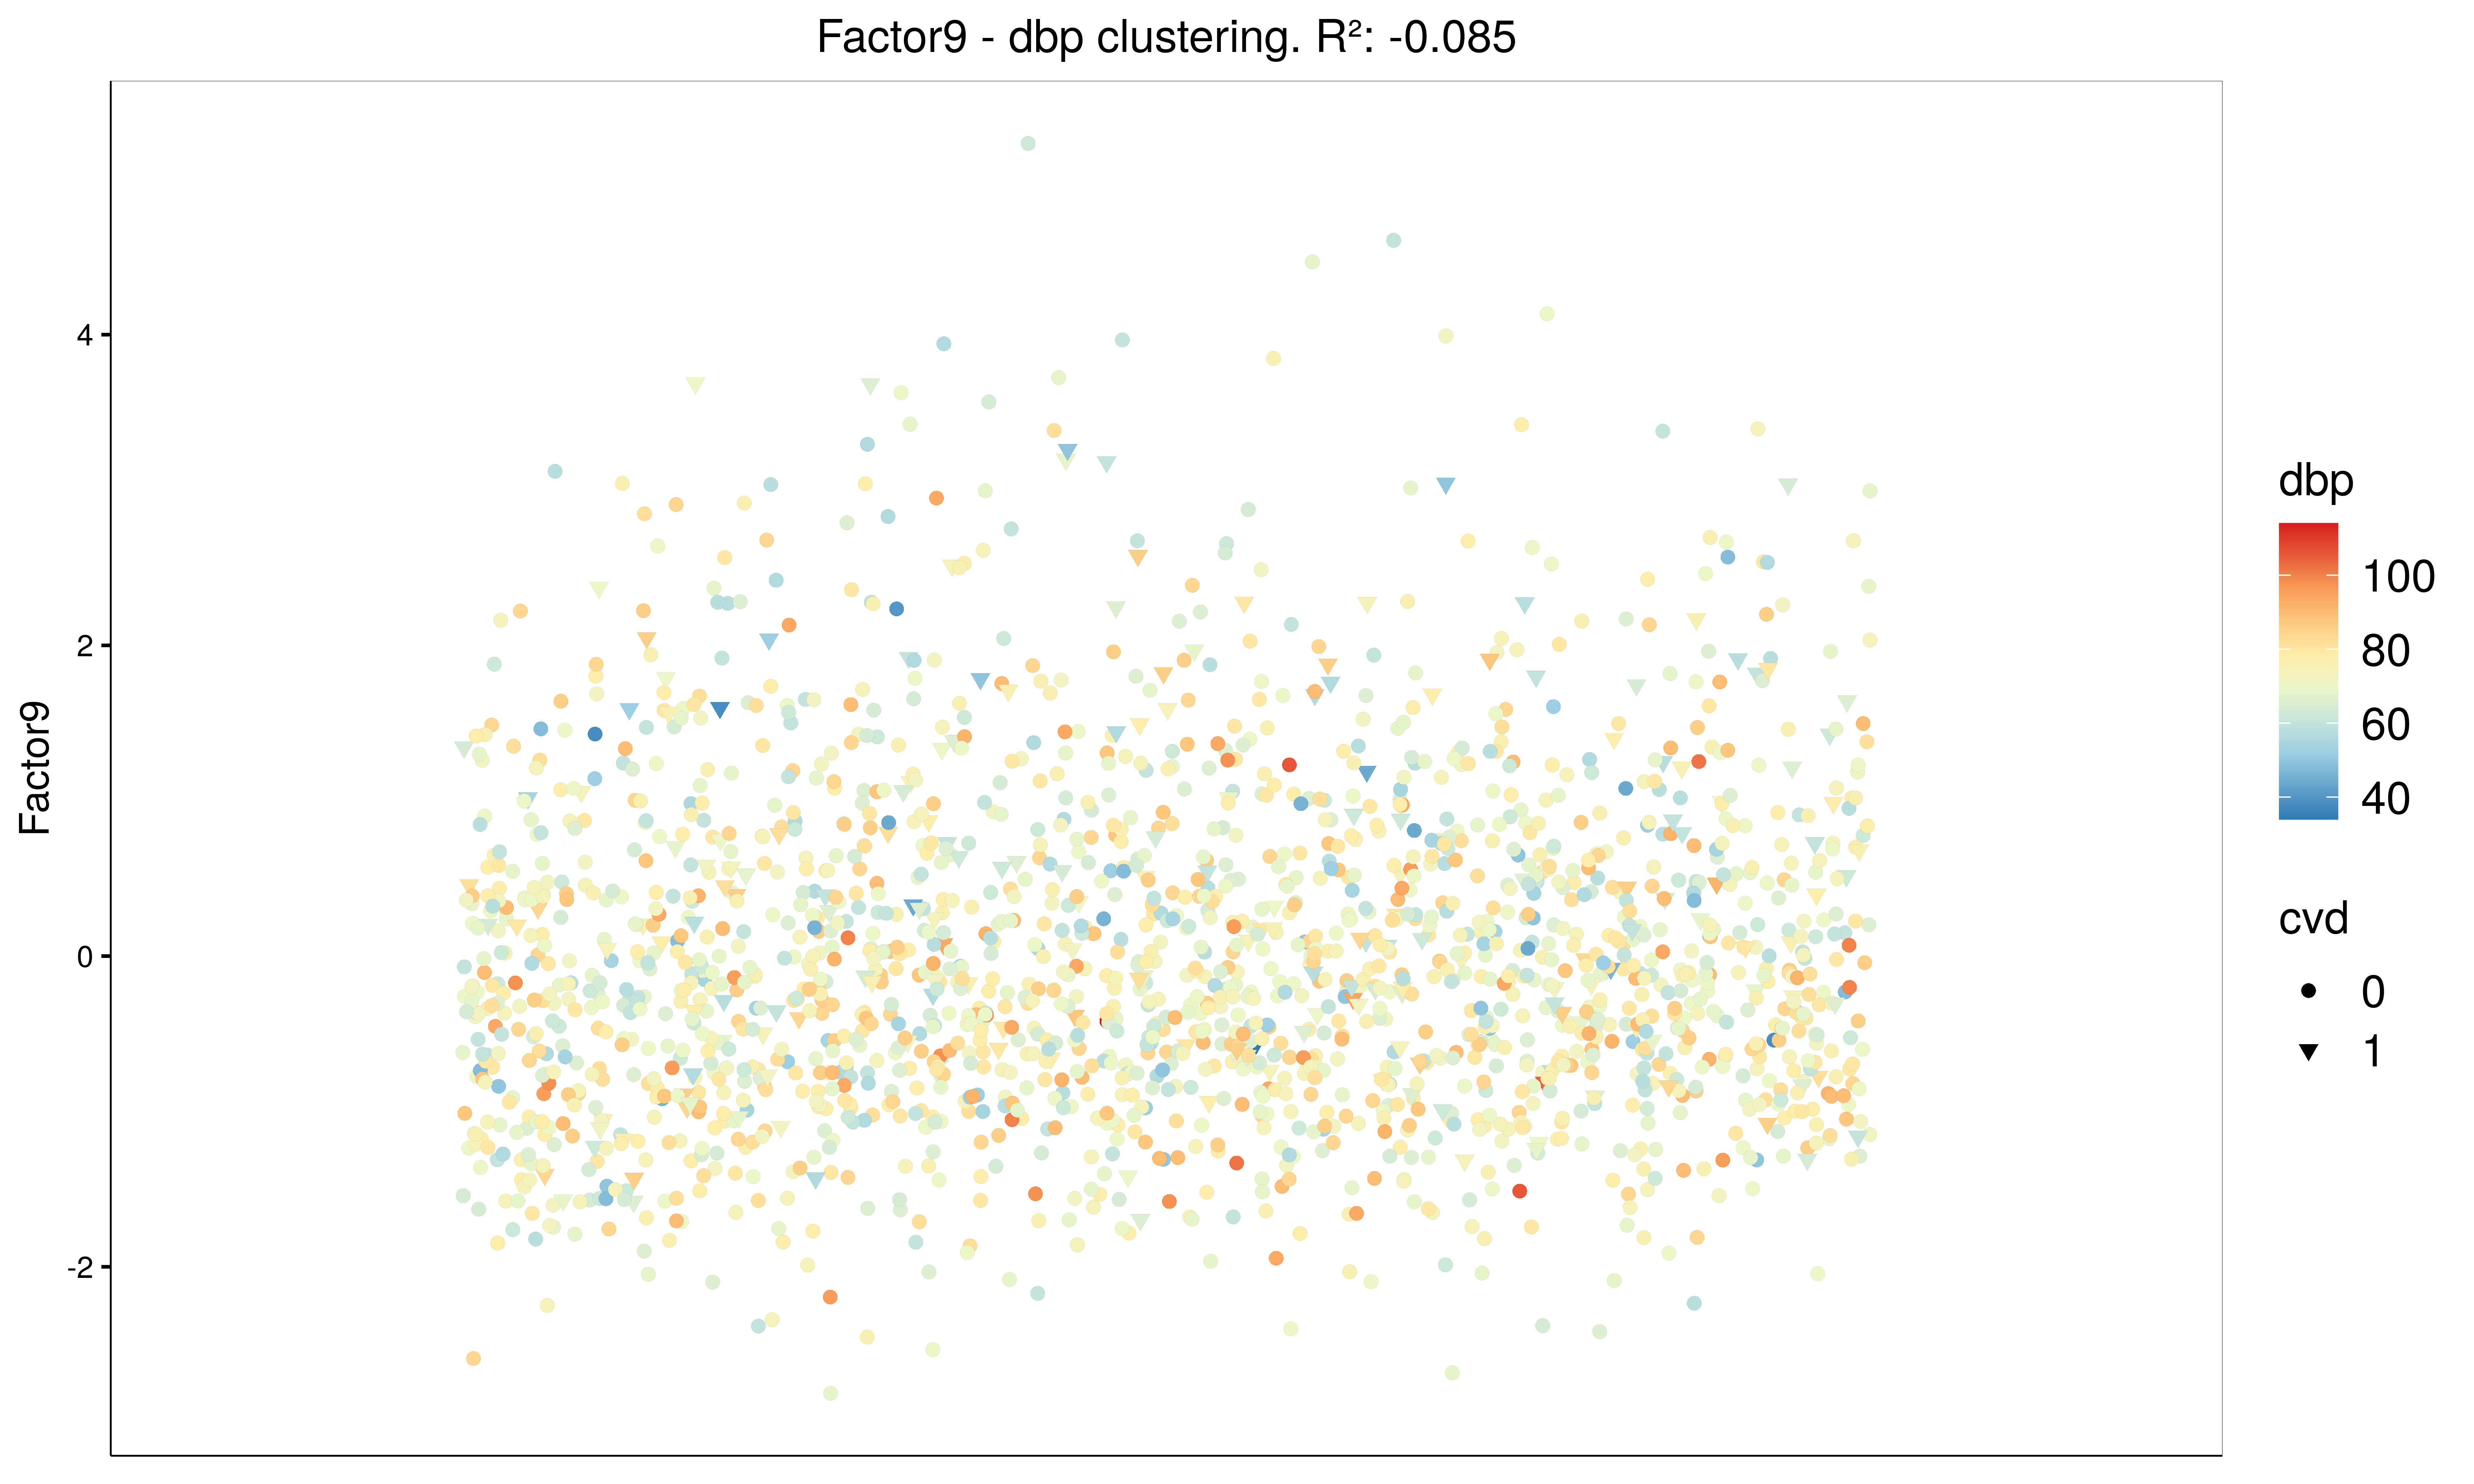 Factor9 - dbp clustering. R²: -0.085
Factor9
4
2
0
-2
dbp
100
80
60
40
cvd
0
1